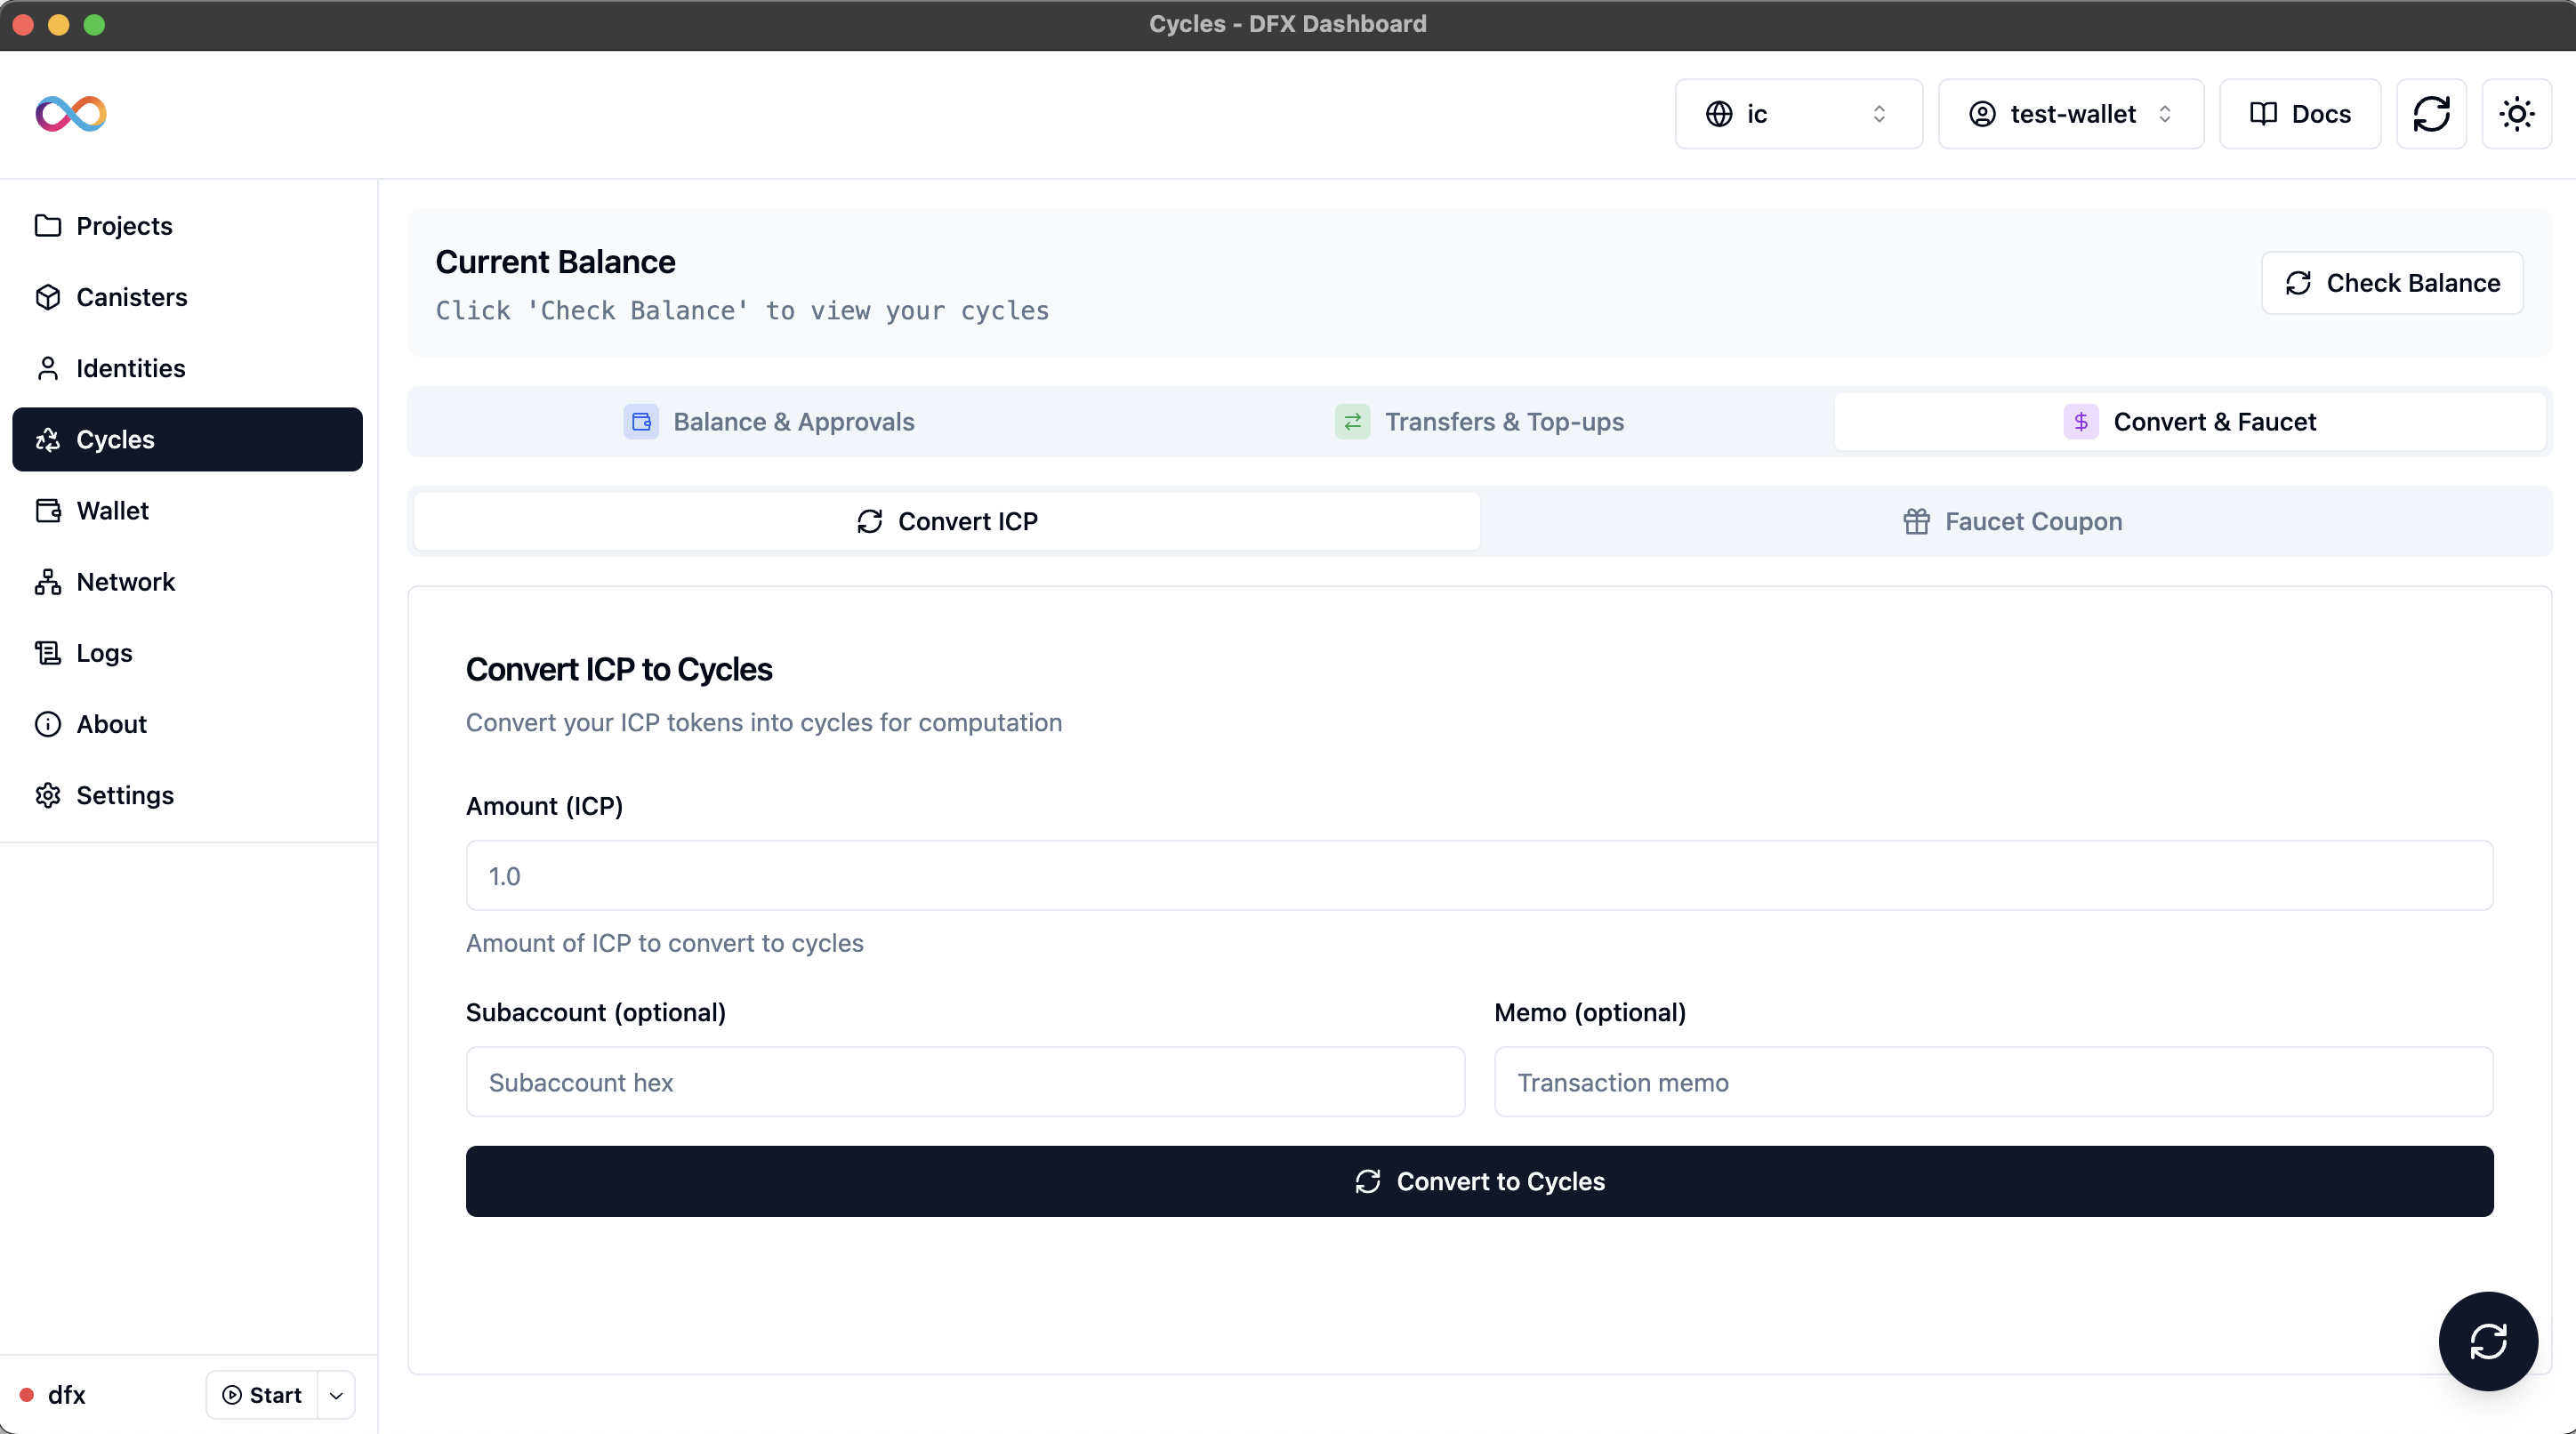 Cycles - DFX Dashboard
ic
test-wallet
Docs
Projects
Canisters
Identities
Cycles
Wallet
Network
Logs
About
Settings
Current Balance
Click 'Check Balance' to view your cycles
Check Balance
Balance & Approvals
Transfers & Top-ups
Convert & Faucet
Convert ICP
Faucet Coupon
Convert ICP to Cycles
Convert your ICP tokens into cycles for computation
Amount (ICP)
1.0
Amount of ICP to convert to cycles
Subaccount (optional)
Memo (optional)
Subaccount hex
Transaction memo
Convert to Cycles
dfx
Start